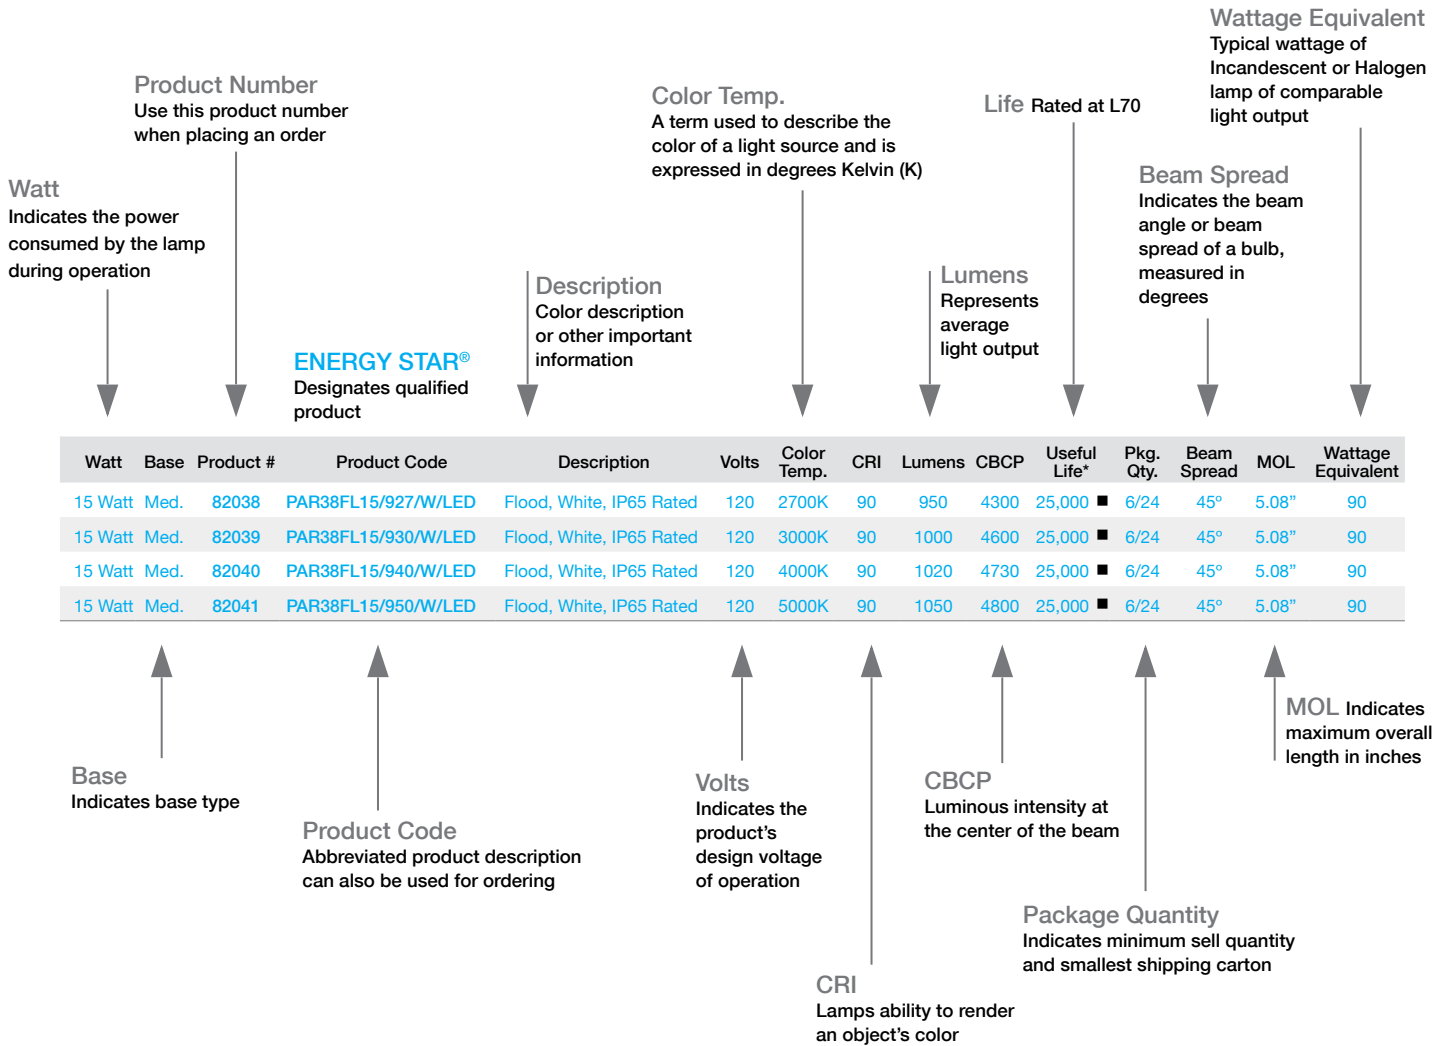 Wattage Equivalent
Typical wattage of
Incandescent or Halogen
lamp of comparable
light output
Product Number
Use this product number
when placing an order
Color Temp.
A term used to describe the
color of a light source and is
expressed in degrees Kelvin (K)
Life Rated at L70
Beam Spread
Indicates the beam
angle or beam
spread of a bulb,
measured in
degrees
Watt
Indicates the power
consumed by the lamp
during operation
Description
Color description
or other important
information
Lumens
Represents
average
light output
ENERGY STAR®
Designates qualified
product
Watt Base Product # Product Code Description Volts Color Temp. CRI Lumens CBCP Useful Life* Pkg. Qty. Beam Spread MOL Wattage Equivalent
15 Watt Med. 82038 PAR38FL15/927/W/LED Flood, White, IP65 Rated 120 2700K 90 950 4300 25,000 ■ 6/24 45º 5.08” 90
15 Watt Med. 82039 PAR38FL15/930/W/LED Flood, White, IP65 Rated 120 3000K 90 1000 4600 25,000 ■ 6/24 45º 5.08” 90
15 Watt Med. 82040 PAR38FL15/940/W/LED Flood, White, IP65 Rated 120 4000K 90 1020 4730 25,000 ■ 6/24 45º 5.08” 90
15 Watt Med. 82041 PAR38FL15/950/W/LED Flood, White, IP65 Rated 120 5000K 90 1050 4800 25,000 ■ 6/24 45º 5.08” 90
MOL Indicates
maximum overall
length in inches
Base
Indicates base type
Volts
Indicates the
product’s
design voltage
of operation
CBCP
Luminous intensity at
the center of the beam
Product Code
Abbreviated product description
can also be used for ordering
Package Quantity
Indicates minimum sell quantity
and smallest shipping carton
CRI
Lamps ability to render
an object’s color